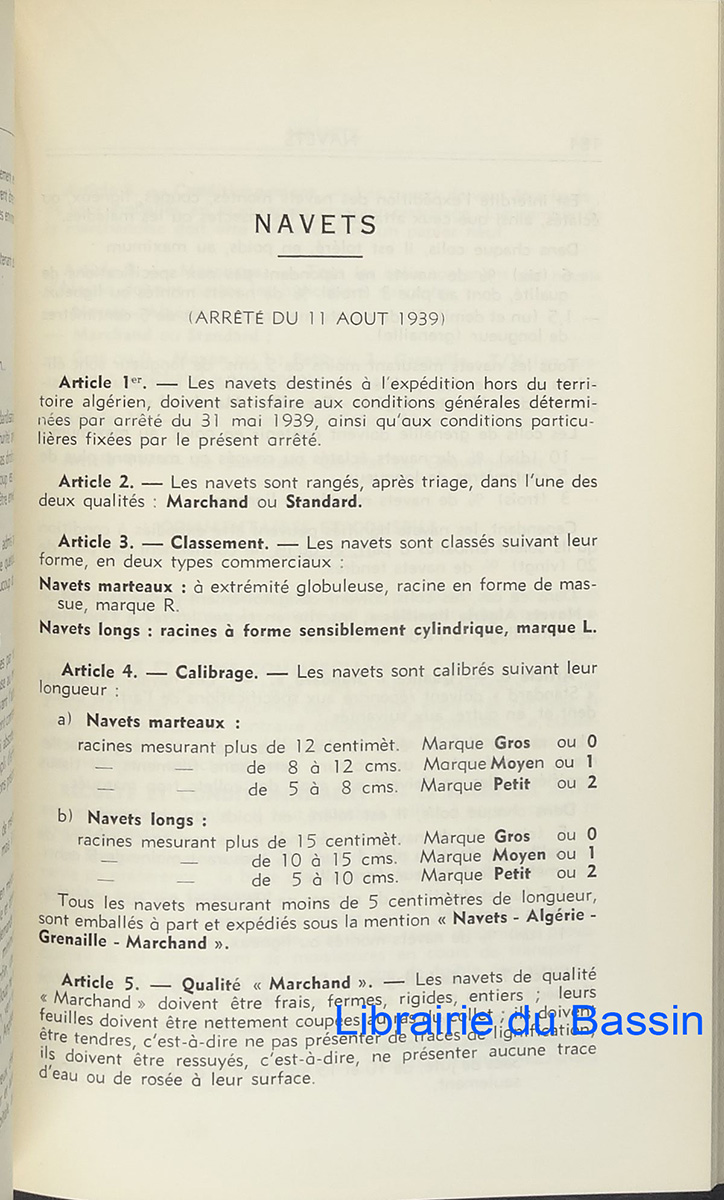 NAVETS
(ARRÊTÉ DU 11 AOUT 1939)
Article 1er. — Les navets destinés à l'expédition hors du terri-
toire algérien, doivent satisfaire aux conditions générales détermi-
nées par arrêté du 31 mai 1939, ainsi qu'aux conditions particu-
lières fixées par le présent arrêté.
Article 2. — Les navets sont rangés, après triage, dans l'une des
deux qualités : Marchand ou Standard.
Article 3. — Classement. — Les navets sont classés suivant leur
forme, en deux types commerciaux :
Navets marteaux : à extrémité globuleuse, racine en forme de mas-
sue, marque R.
Navets longs : racines à forme sensiblement cylindrique, marque L.
Article 4. — Calibrage. — Les navets sont calibrés suivant leur
longueur :
a) Navets marteaux :
racines mesurant plus de 12 centimèt. Marque Gros ou 0
— — de 8 à 12 cms. Marque Moyen ou 1
— — de 5 à 8 cms. Marque Petit ou 2
b) Navets longs :
racines mesurant plus de 15 centimèt. Marque Gros ou 0
— — de 10 à 15 cms. Marque Moyen ou 1
— — de 5 à 10 cms. Marque Petit ou 2
Tous les navets mesurant moins de 5 centimètres de longueur,
sont emballés à part et expédiés sous la mention « Navets - Algérie -
Grenaille - Marchand ».
Article 5. — Qualité « Marchand ». — Les navets de qualité
« Marchand » doivent être frais, fermes, rigides, entiers ; leurs
feuilles doivent être nettement coupées au ras du collet ; ils doivent
être tendres, c'est-à-dire ne pas présenter de traces de lignification,
ils doivent être ressuyés, c'est-à-dire, ne présenter aucune trace
d'eau ou de rosée à leur surface.
Librairie du Bassin